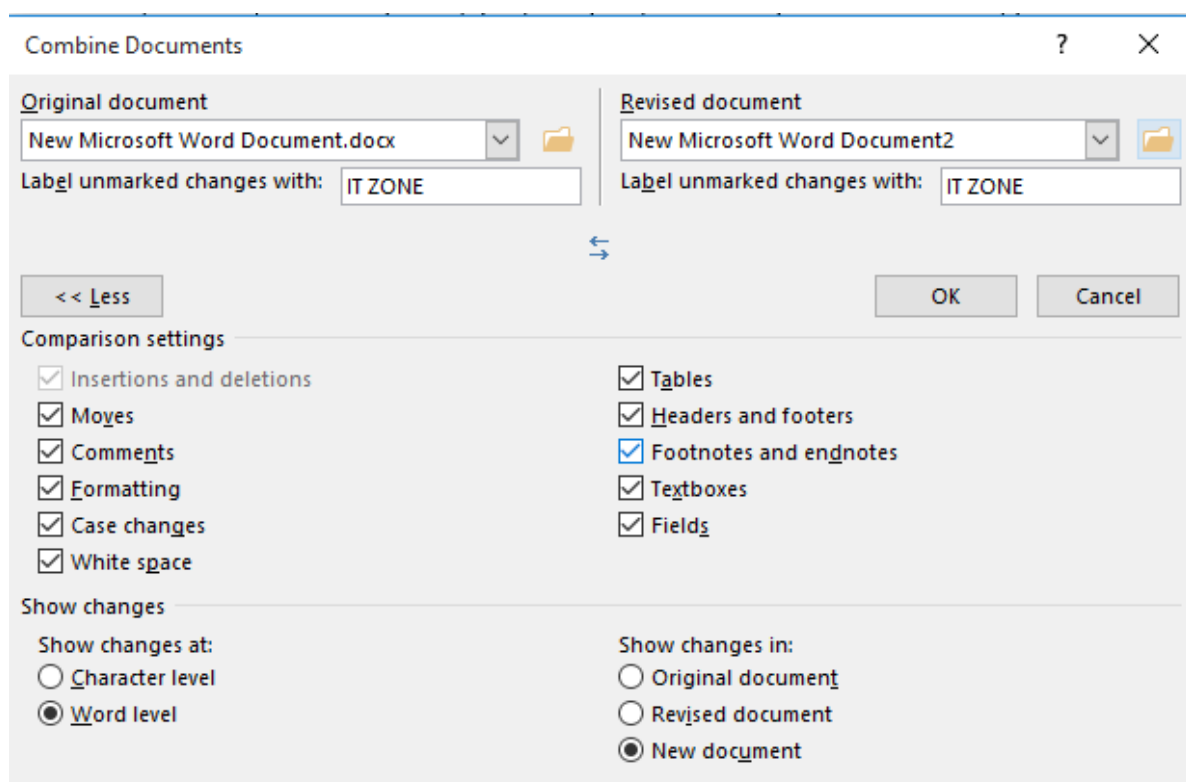 Combine Documents ?
Original document
New Microsoft Word Document.docx
Label unmarked changes with: IT ZONE
Revised document
New Microsoft Word Document2
Label unmarked changes with: IT ZONE
<< Less
OK Cancel
Comparison settings
Insertions and deletions
Moves
Comments
Formatting
Case changes
White space
Tables
Headers and footers
Footnotes and endnotes
Textboxes
Fields
Show changes
Show changes at:
Character level
Word level
Show changes in:
Original document
Revised document
New document